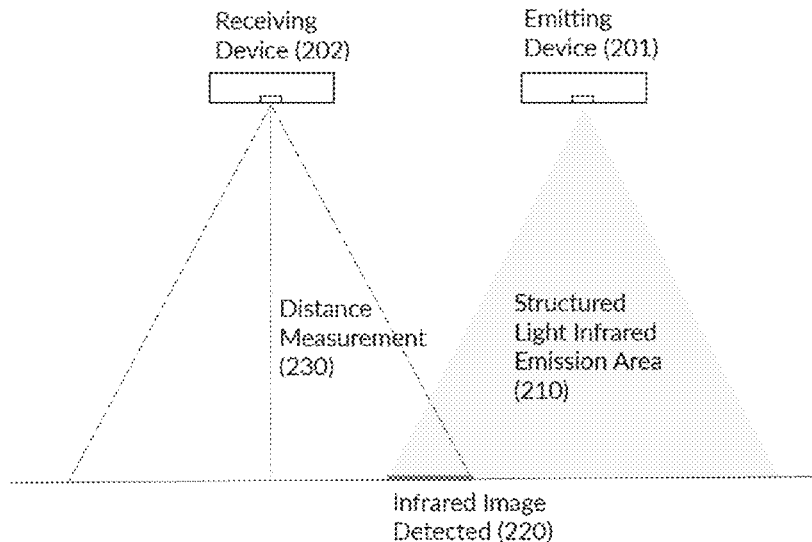 Receiving
Device (202)
Emitting
Device (201)
Distance
Measurement
(230)
Structured
Light Infrared
Emission Area
(210)
Infrared Image
Detected (220)